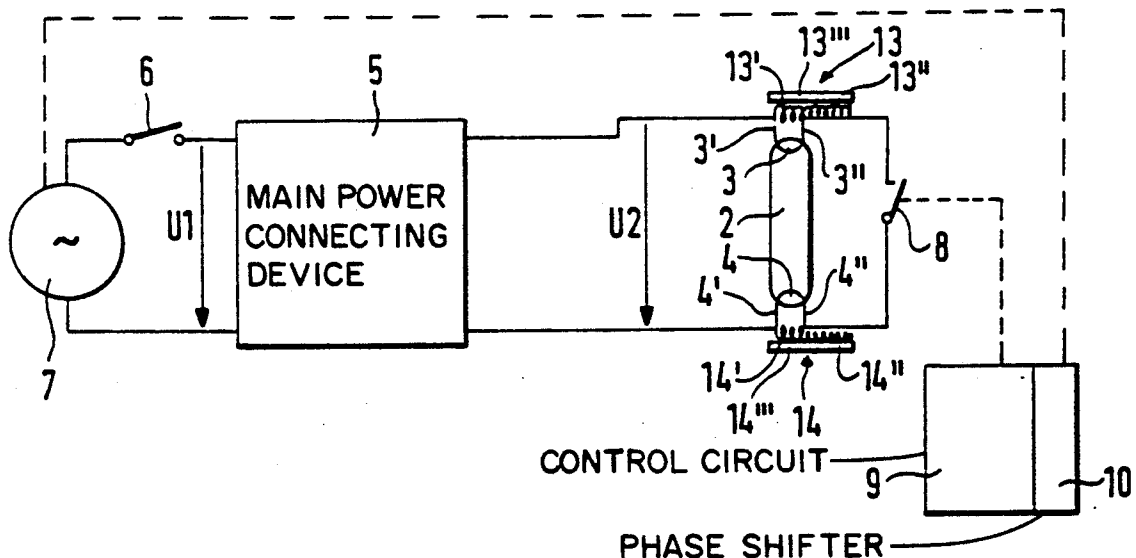 13''' 13
6
5
13' 13''
3' 3''
3
MAIN POWER
CONNECTING
DEVICE
U1
U2
2
~
8
4
4' 4''
7
14' 14''
14''' 14
CONTROL CIRCUIT
9
10
PHASE SHIFTER